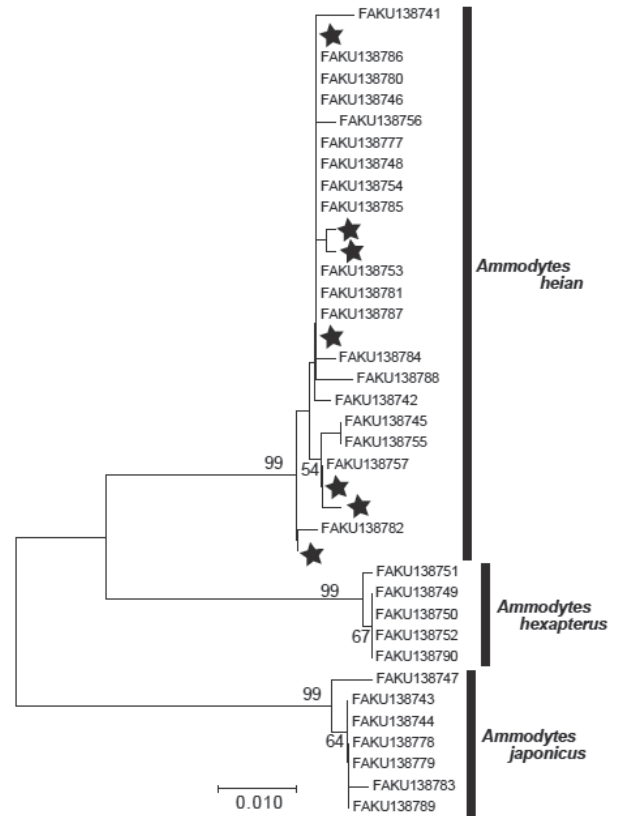 FAKU138741
FAKU138786
FAKU138780
FAKU138746
FAKU138756
FAKU138777
FAKU138748
FAKU138754
FAKU138785
FAKU138753
FAKU138781
FAKU138787
FAKU138784
FAKU138788
FAKU138742
FAKU138745
FAKU138755
FAKU138757
FAKU138782
99
54
Ammodytes
heian
FAKU138751
FAKU138749
FAKU138750
FAKU138752
FAKU138790
99
67
Ammodytes
hexapterus
FAKU138747
FAKU138743
FAKU138744
FAKU138778
FAKU138779
FAKU138783
FAKU138789
99
64
Ammodytes
japonicus
0.010